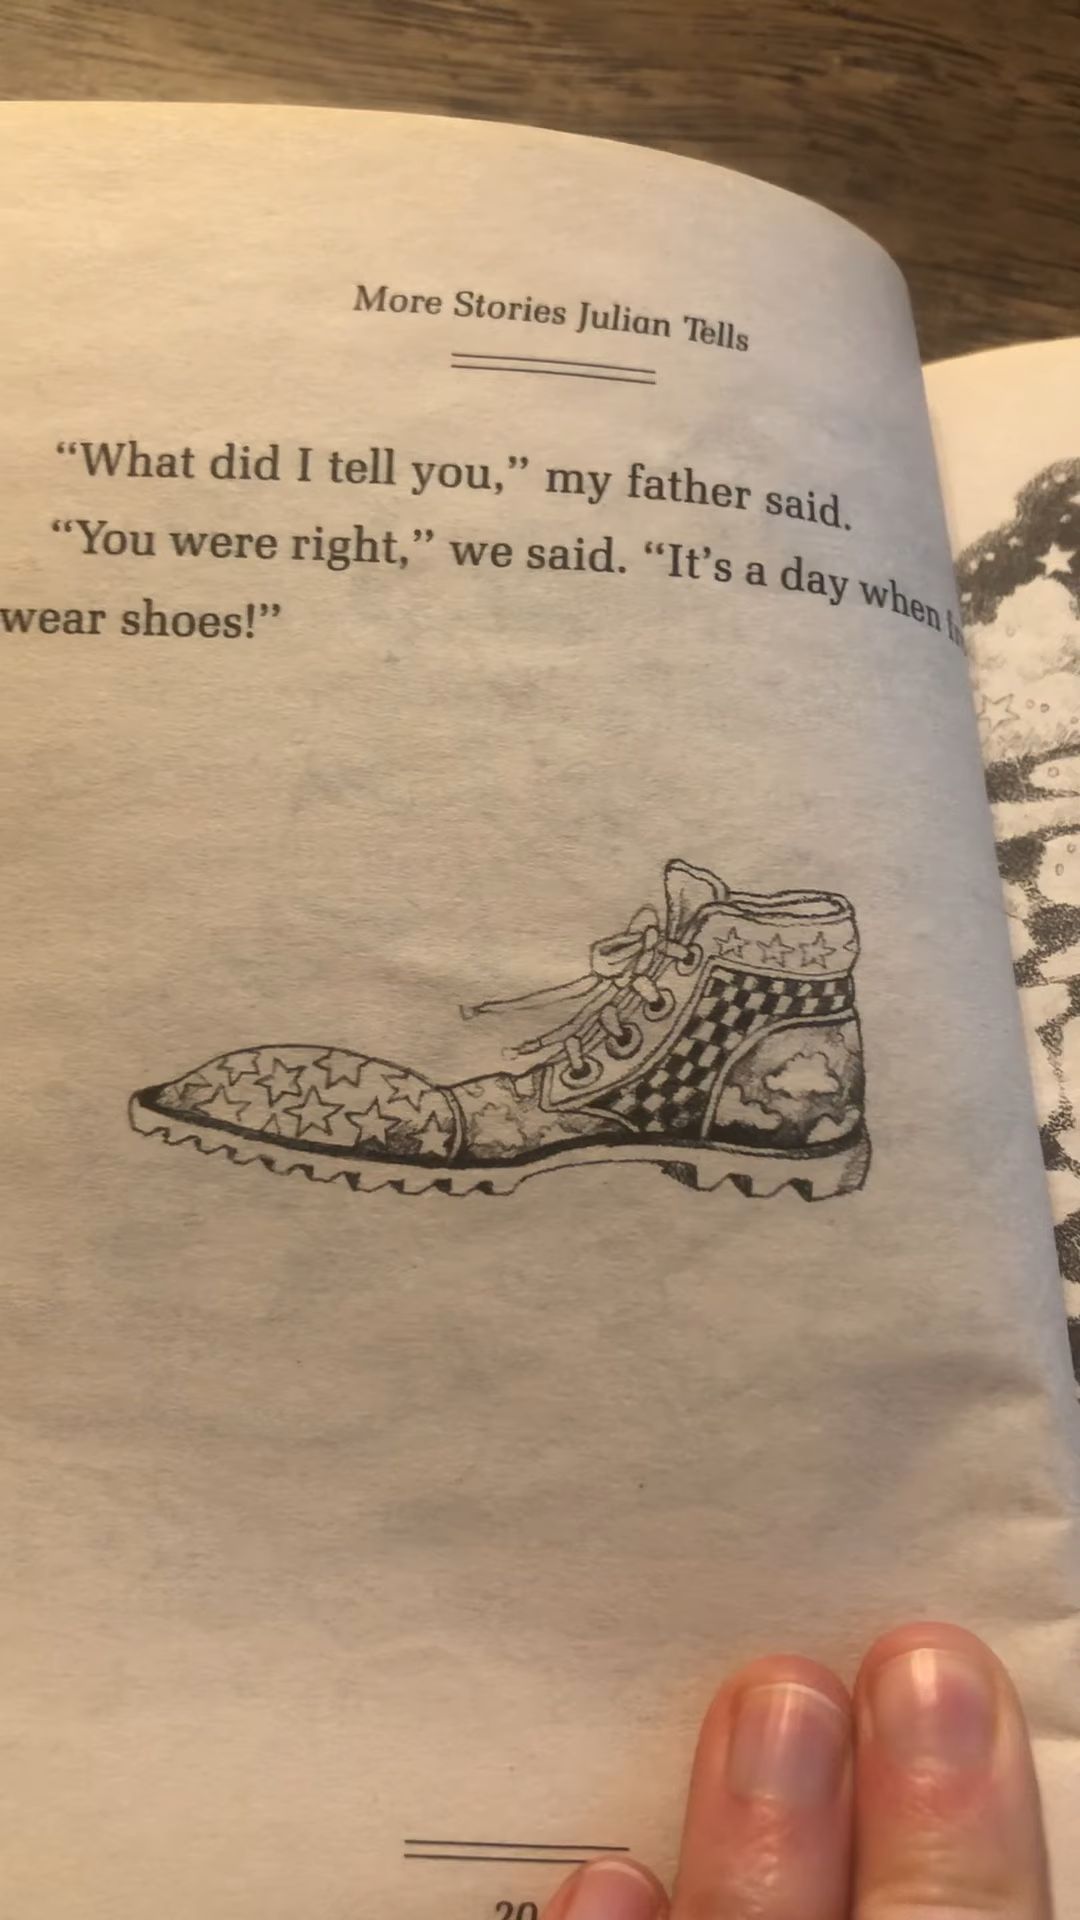 More Stories Julian Tells
“What did I tell you,” my father said.
“You were right,” we said. “It’s a day when
wear shoes!”
20